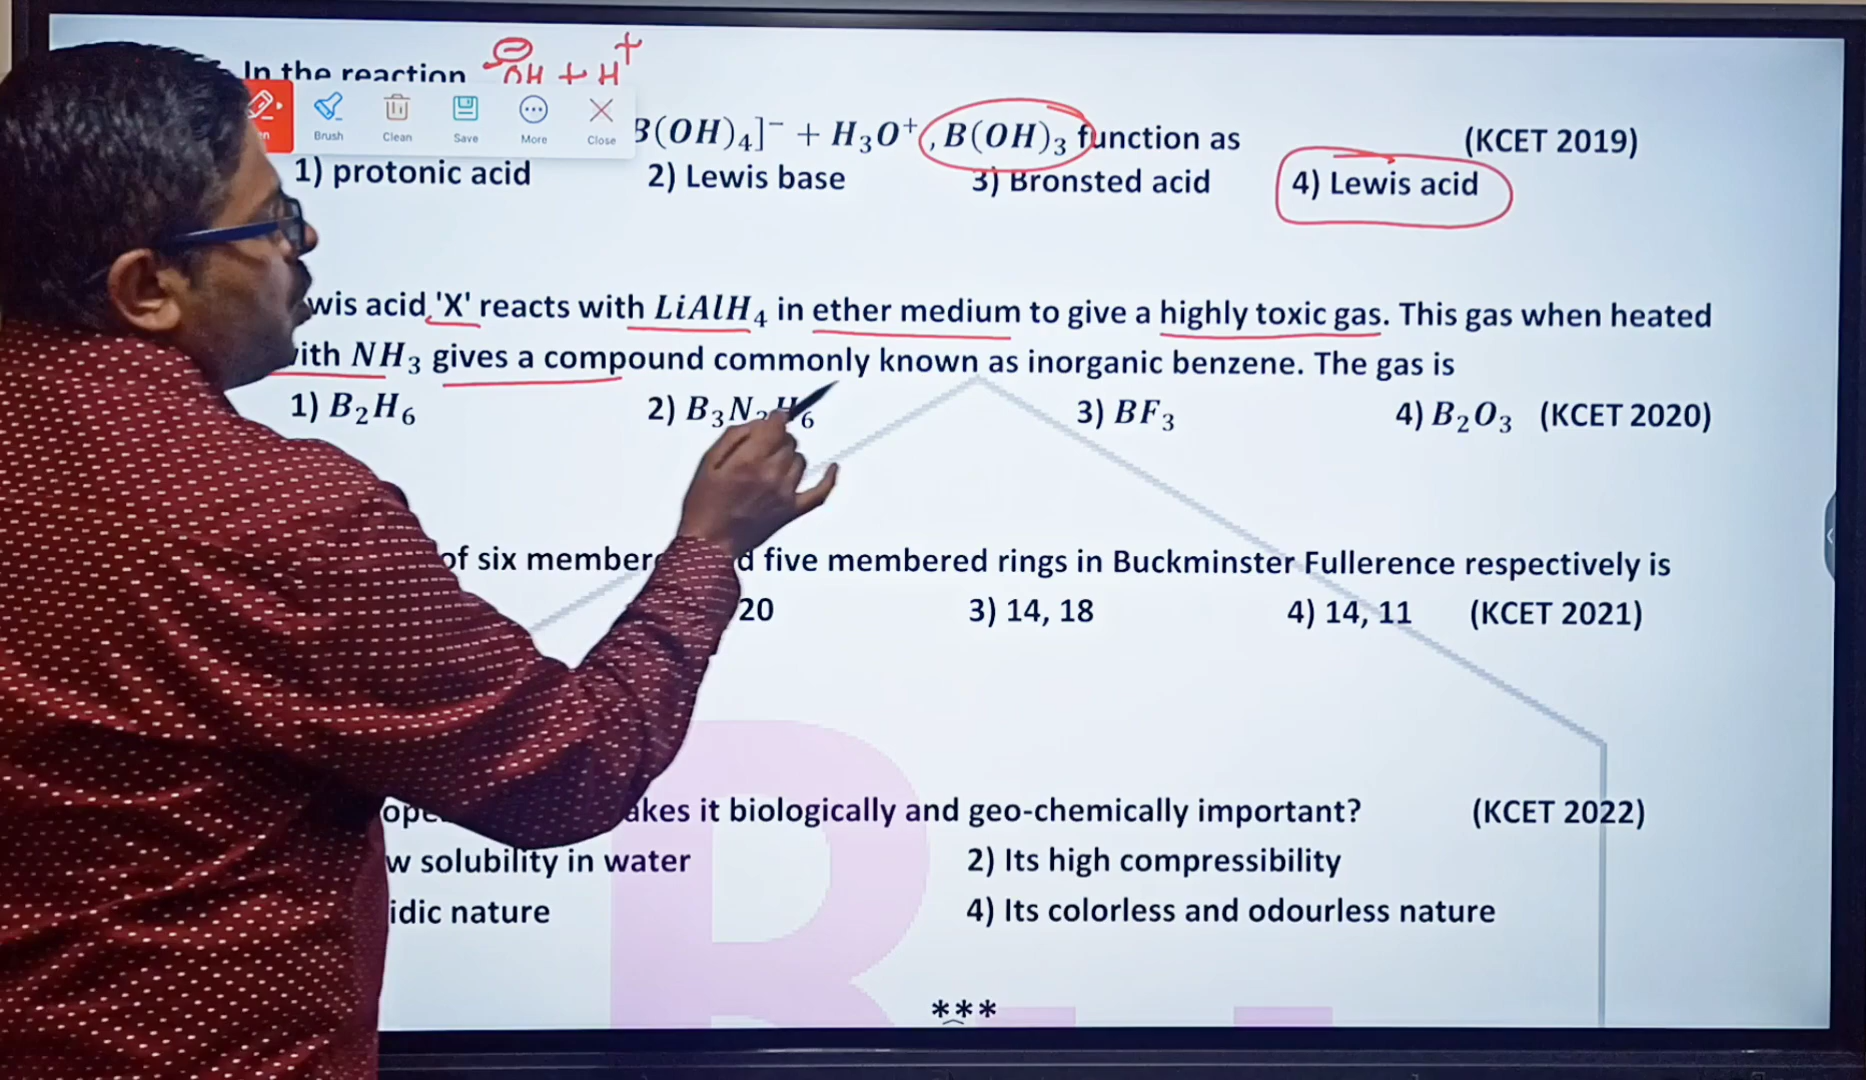 In the reaction OH⊖ + H⁺
Brush Clean Save More Close
B(OH)₄]⁻ + H₃O⁺, B(OH)₃ function as (KCET 2019)
1) protonic acid 2) Lewis base 3) Bronsted acid 4) Lewis acid
wis acid 'X' reacts with LiAlH₄ in ether medium to give a highly toxic gas. This gas when heated
ith NH₃ gives a compound commonly known as inorganic benzene. The gas is
1) B₂H₆ 2) B₃N₃H₆ 3) BF₃ 4) B₂O₃ (KCET 2020)
of six member d five membered rings in Buckminster Fullerence respectively is
20 3) 14, 18 4) 14, 11 (KCET 2021)
ope akes it biologically and geo-chemically important? (KCET 2022)
w solubility in water 2) Its high compressibility
idic nature 4) Its colorless and odourless nature
***